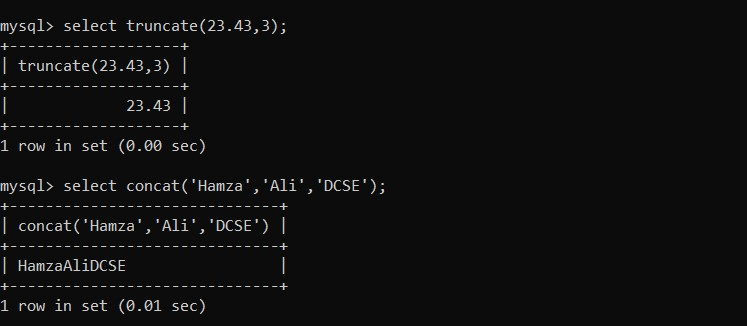 mysql> select truncate(23.43,3);
+-------------------+
| truncate(23.43,3) |
+-------------------+
|             23.43 |
+-------------------+
1 row in set (0.00 sec)
mysql> select concat('Hamza','Ali','DCSE');
+------------------------------+
| concat('Hamza','Ali','DCSE') |
+------------------------------+
| HamzaAliDCSE                 |
+------------------------------+
1 row in set (0.01 sec)